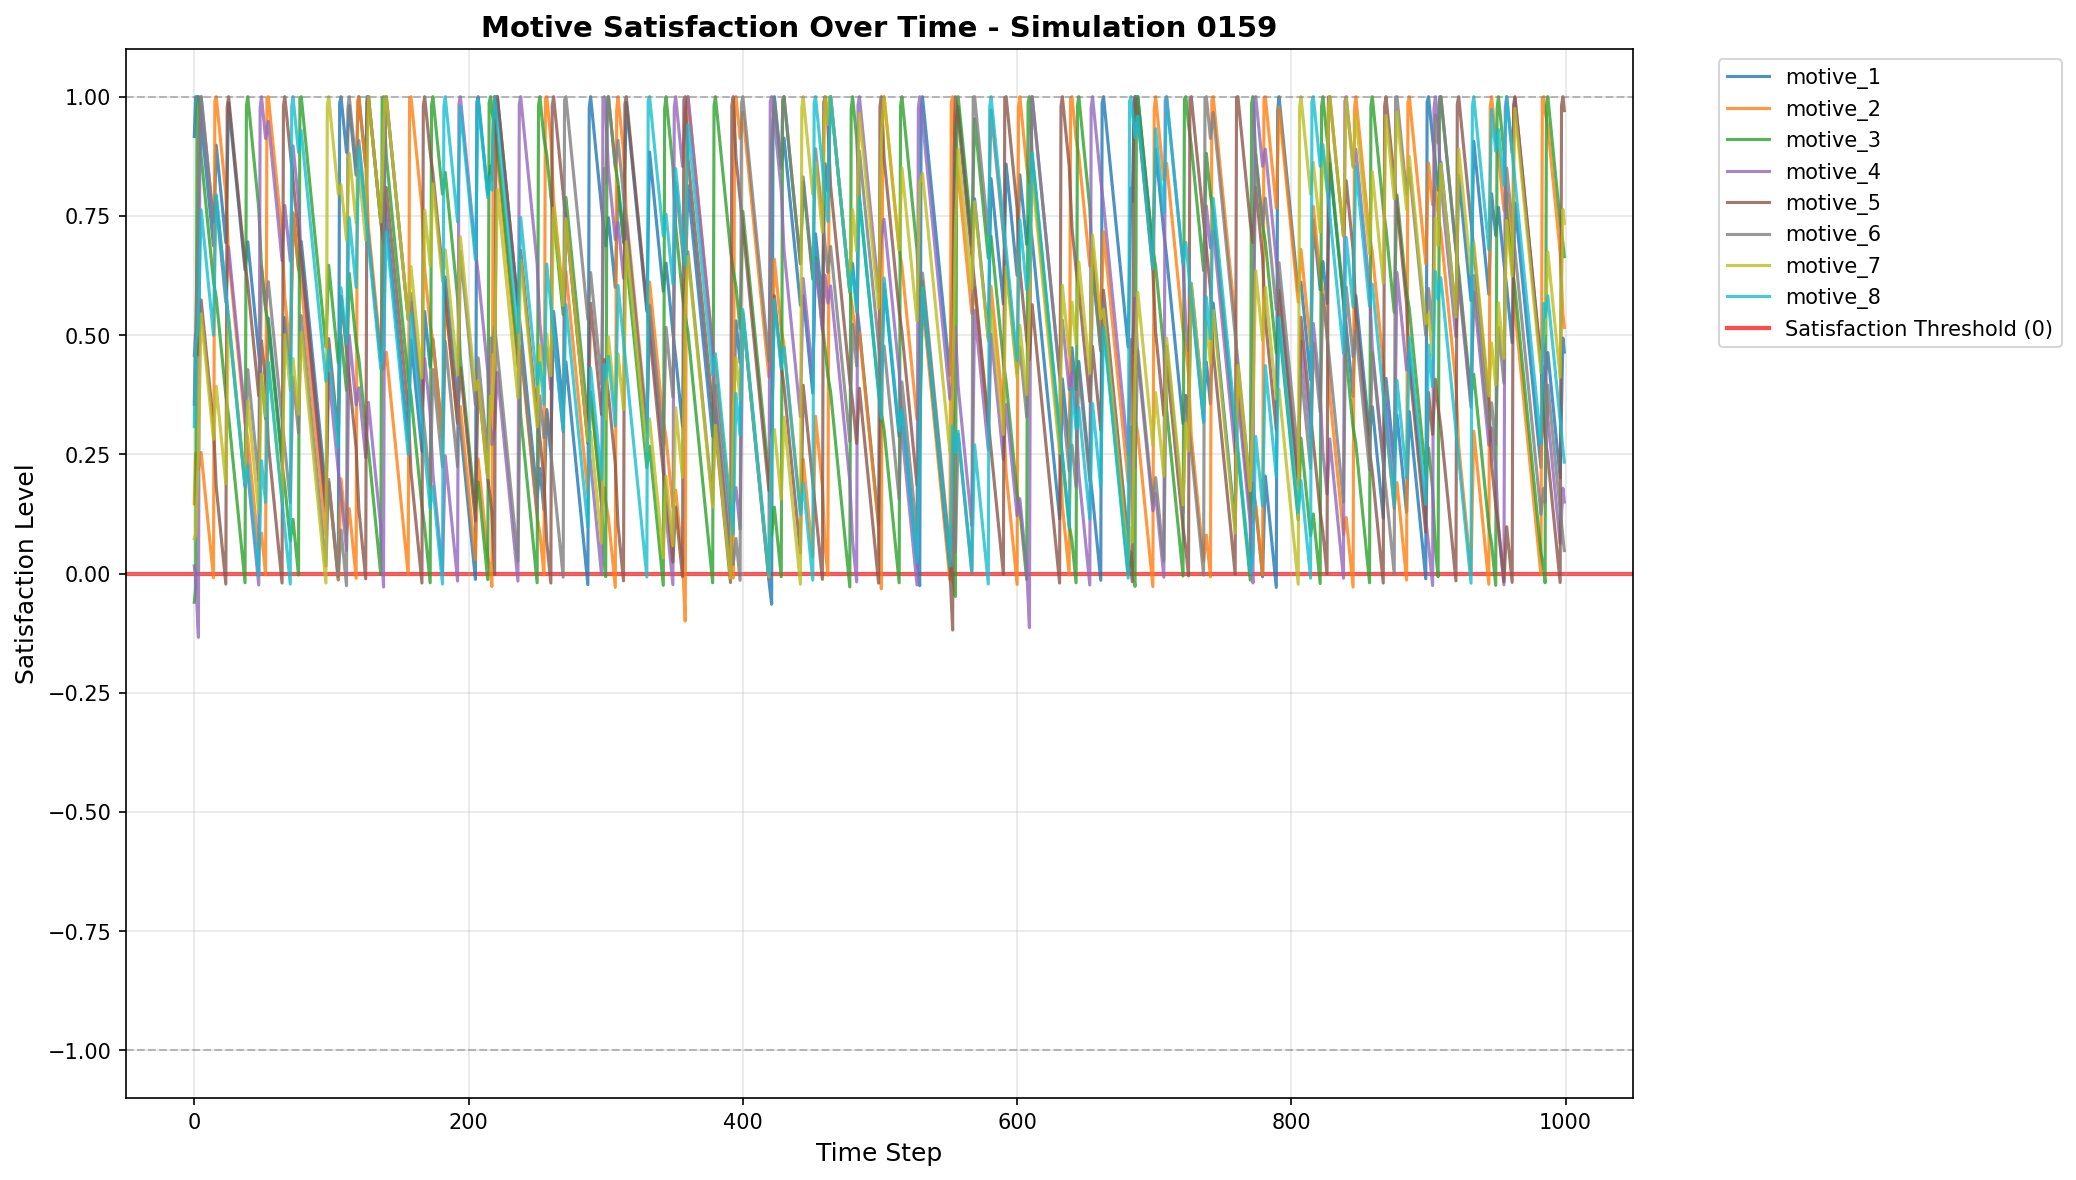 Motive Satisfaction Over Time - Simulation 0159
Satisfaction Level
1.00
0.75
0.50
0.25
0.00
−0.25
−0.50
−0.75
−1.00
0
200
400
600
800
1000
Time Step
motive_1
motive_2
motive_3
motive_4
motive_5
motive_6
motive_7
motive_8
Satisfaction Threshold (0)